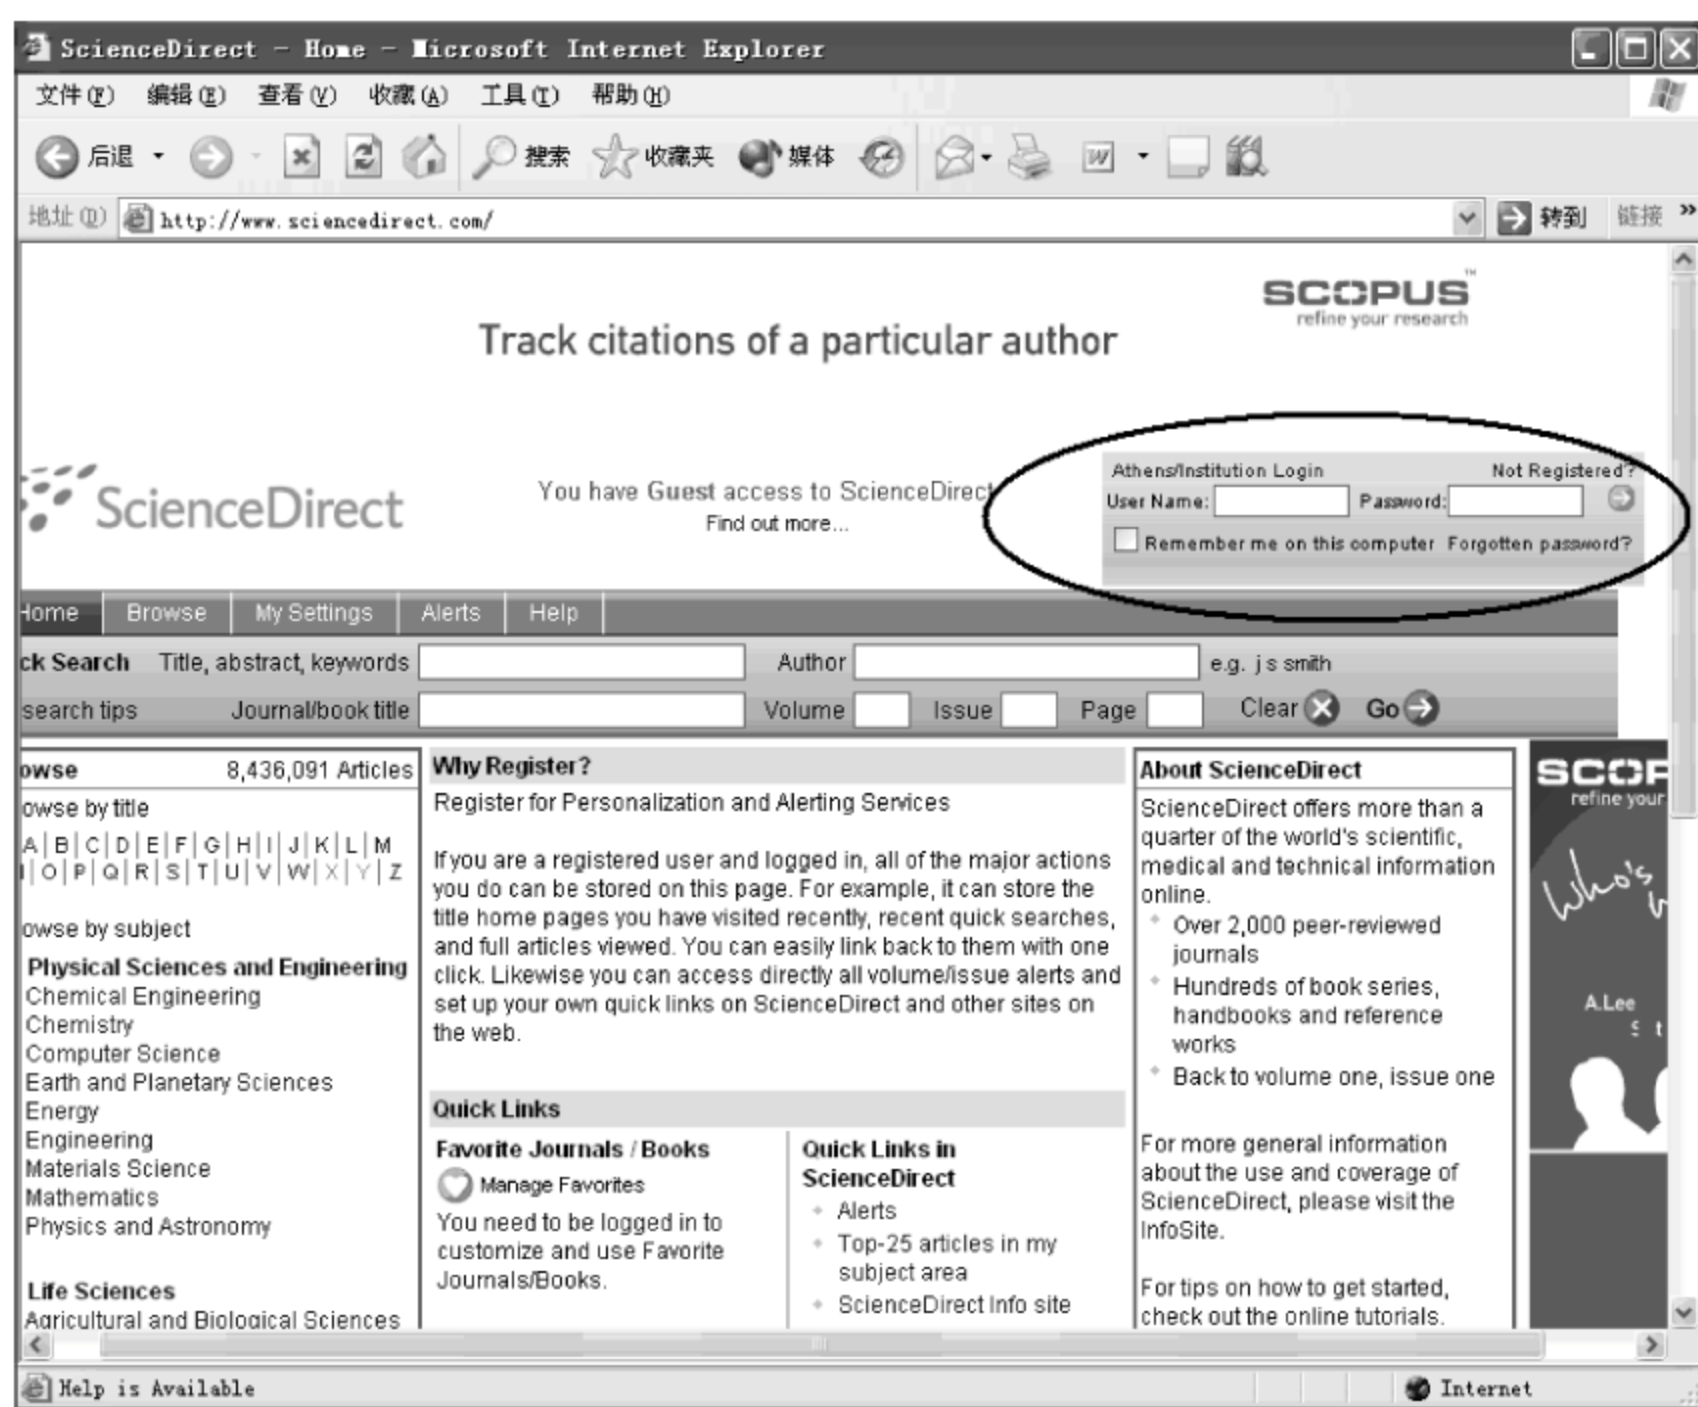 ScienceDirect - Home - Microsoft Internet Explorer
文件(F) 编辑(E) 查看(V) 收藏(A) 工具(T) 帮助(H)
后退 搜索 收藏夹 媒体
地址(D) http://www.sciencedirect.com/ 转到 链接 »
SCOPUS™
refine your research
Track citations of a particular author
ScienceDirect
You have Guest access to ScienceDirect
Find out more...
Athens/Institution Login Not Registered?
User Name: Password:
Remember me on this computer Forgotten password?
Home Browse My Settings Alerts Help
ck Search Title, abstract, keywords Author e.g. j s smith
search tips Journal/book title Volume Issue Page Clear Go
owse 8,436,091 Articles
owse by title
A|B|C|D|E|F|G|H|I|J|K|L|M
|O|P|Q|R|S|T|U|V|W|X|Y|Z
owse by subject
Physical Sciences and Engineering
Chemical Engineering
Chemistry
Computer Science
Earth and Planetary Sciences
Energy
Engineering
Materials Science
Mathematics
Physics and Astronomy
Life Sciences
Agricultural and Biological Sciences
Why Register?
Register for Personalization and Alerting Services
If you are a registered user and logged in, all of the major actions
you do can be stored on this page. For example, it can store the
title home pages you have visited recently, recent quick searches,
and full articles viewed. You can easily link back to them with one
click. Likewise you can access directly all volume/issue alerts and
set up your own quick links on ScienceDirect and other sites on
the web.
Quick Links
Favorite Journals / Books
Manage Favorites
You need to be logged in to
customize and use Favorite
Journals/Books.
Quick Links in
ScienceDirect
Alerts
Top-25 articles in my
subject area
ScienceDirect Info site
About ScienceDirect
ScienceDirect offers more than a
quarter of the world's scientific,
medical and technical information
online.
Over 2,000 peer-reviewed
journals
Hundreds of book series,
handbooks and reference
works
Back to volume one, issue one
For more general information
about the use and coverage of
ScienceDirect, please visit the
InfoSite.
For tips on how to get started,
check out the online tutorials.
SCOP
refine your
Who's
A.Lee
Help is Available Internet